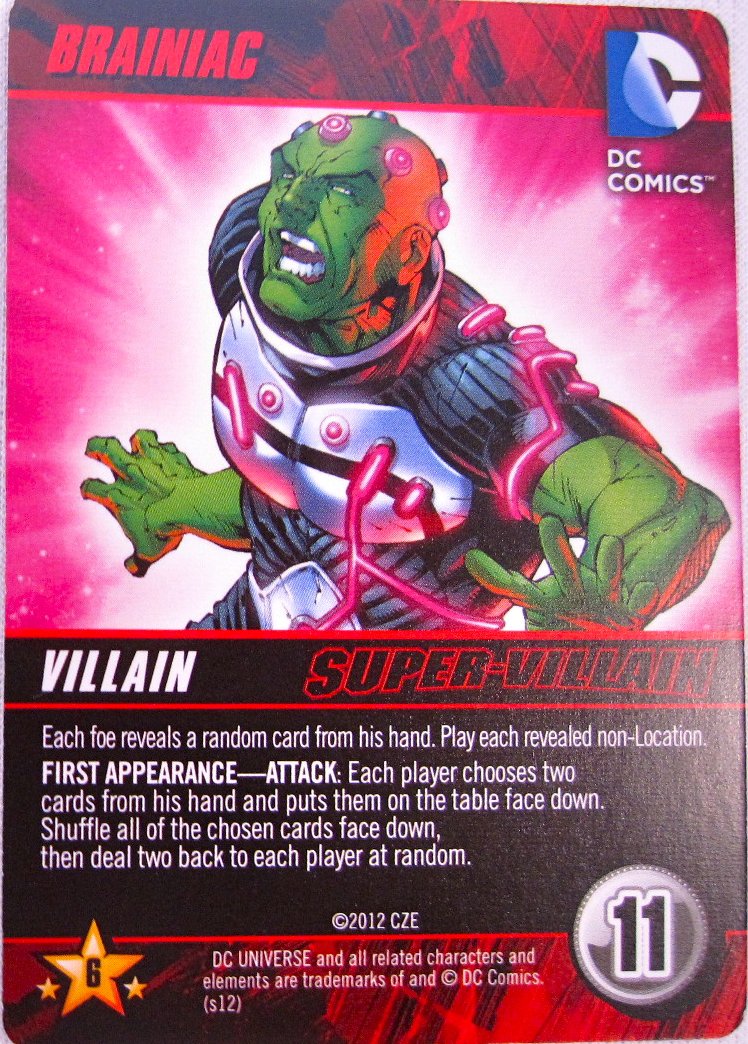 BRAINIAC
DC
COMICS™
VILLAIN
SUPER-VILLAIN
Each foe reveals a random card from his hand. Play each revealed non-Location.
FIRST APPEARANCE—ATTACK: Each player chooses two
cards from his hand and puts them on the table face down.
Shuffle all of the chosen cards face down,
then deal two back to each player at random.
©2012 CZE
11
6
DC UNIVERSE and all related characters and
elements are trademarks of and © DC Comics.
(s12)